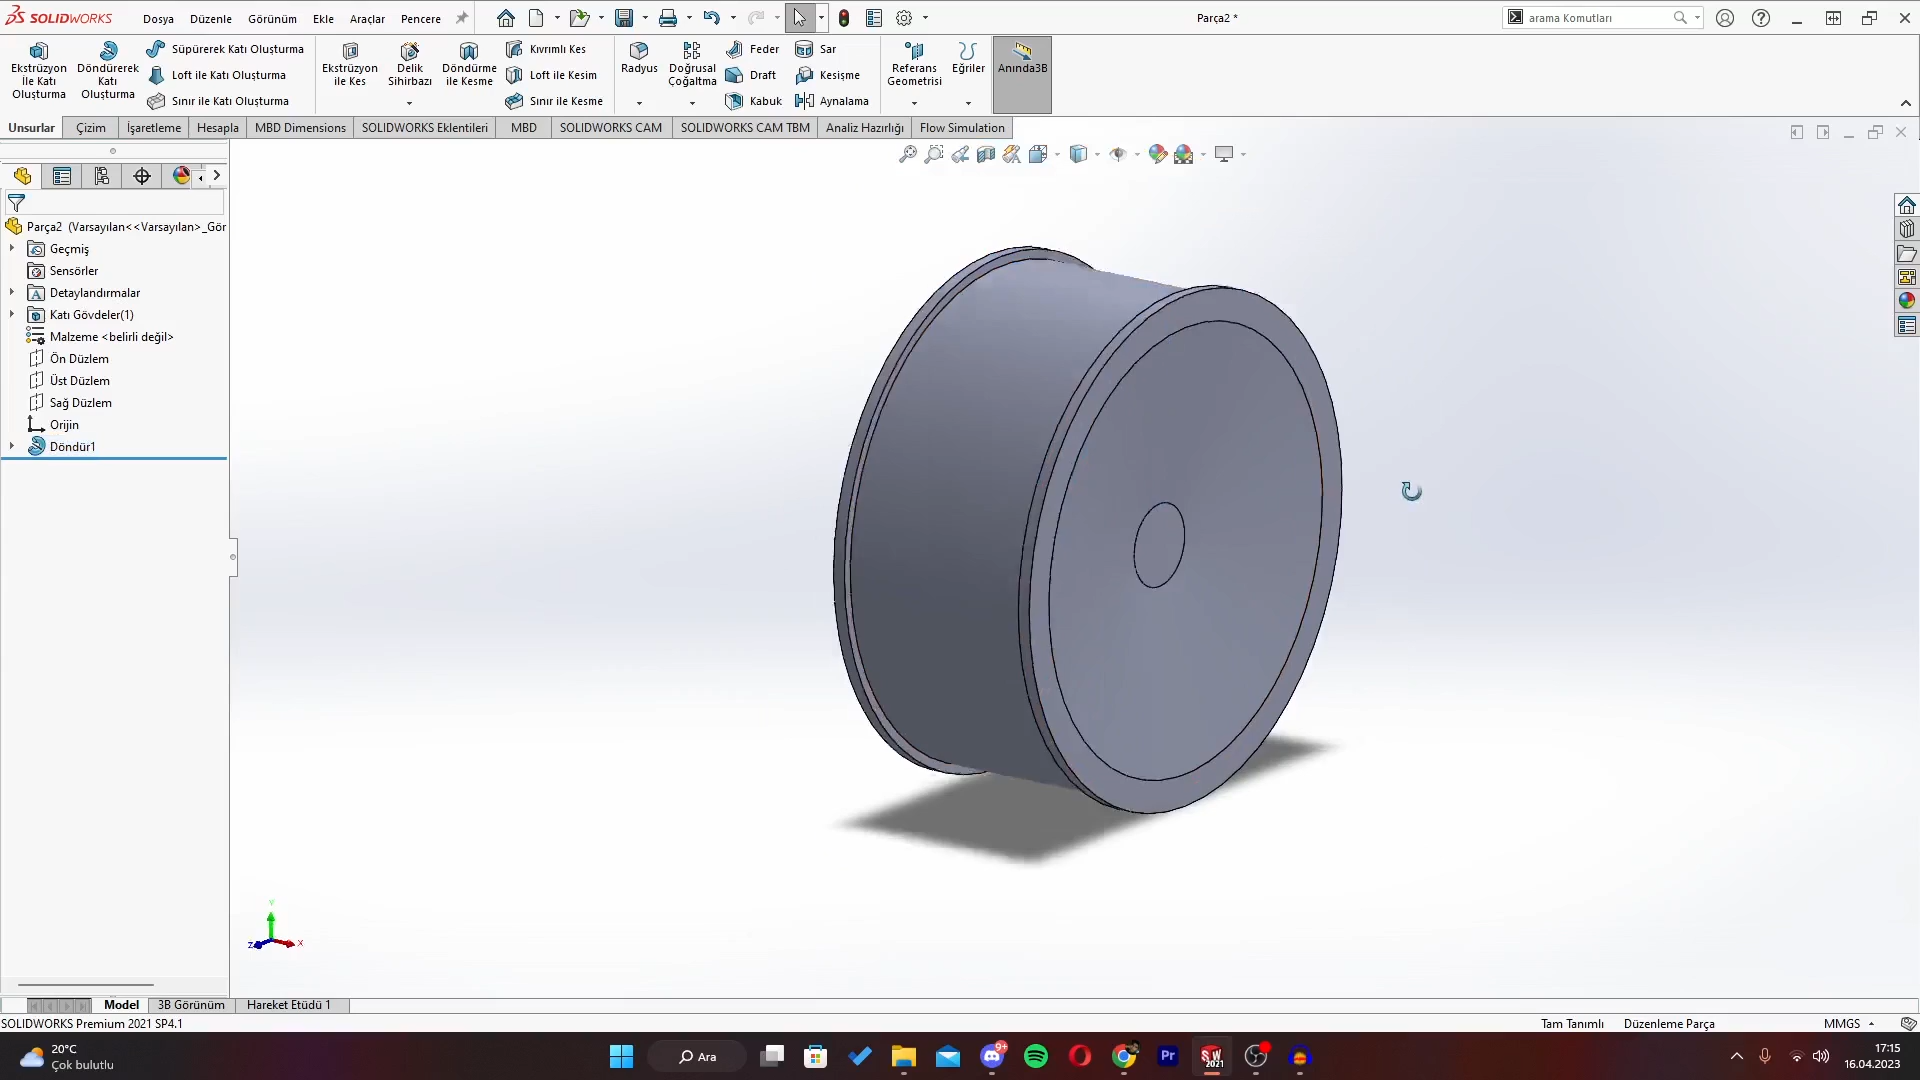 SOLIDWORKS
Dosya
Düzenle
Görünüm
Ekle
Araçlar
Pencere
Parça2 *
arama Komutları
Ekstrüzyon
İle Katı
Oluşturma
Döndürerek
Katı
Oluşturma
Süpürerek Katı Oluşturma
Loft ile Katı Oluşturma
Sınır ile Katı Oluşturma
Ekstrüzyon
ile Kes
Delik
Sihirbazı
Döndürme
ile Kesme
Kıvrımlı Kes
Loft ile Kesim
Sınır ile Kesme
Radyus
Doğrusal
Çoğaltma
Feder
Draft
Kabuk
Sar
Kesişme
Aynalama
Referans
Geometrisi
Eğriler
Anında3B
Unsurlar
Çizim
İşaretleme
Hesapla
MBD Dimensions
SOLIDWORKS Eklentileri
MBD
SOLIDWORKS CAM
SOLIDWORKS CAM TBM
Analiz Hazırlığı
Flow Simulation
Parça2 (Varsayılan<<Varsayılan>_Gör
Geçmiş
Sensörler
Detaylandırmalar
Katı Gövdeler(1)
Malzeme <belirli değil>
Ön Düzlem
Üst Düzlem
Sağ Düzlem
Orijin
Döndür1
Y
Z
X
Model
3B Görünüm
Hareket Etüdü 1
SOLIDWORKS Premium 2021 SP4.1
Tam Tanımlı
Düzenleme Parça
MMGS
20°C
Çok bulutlu
Ara
9+
Pr
SW
2021
17:15
16.04.2023